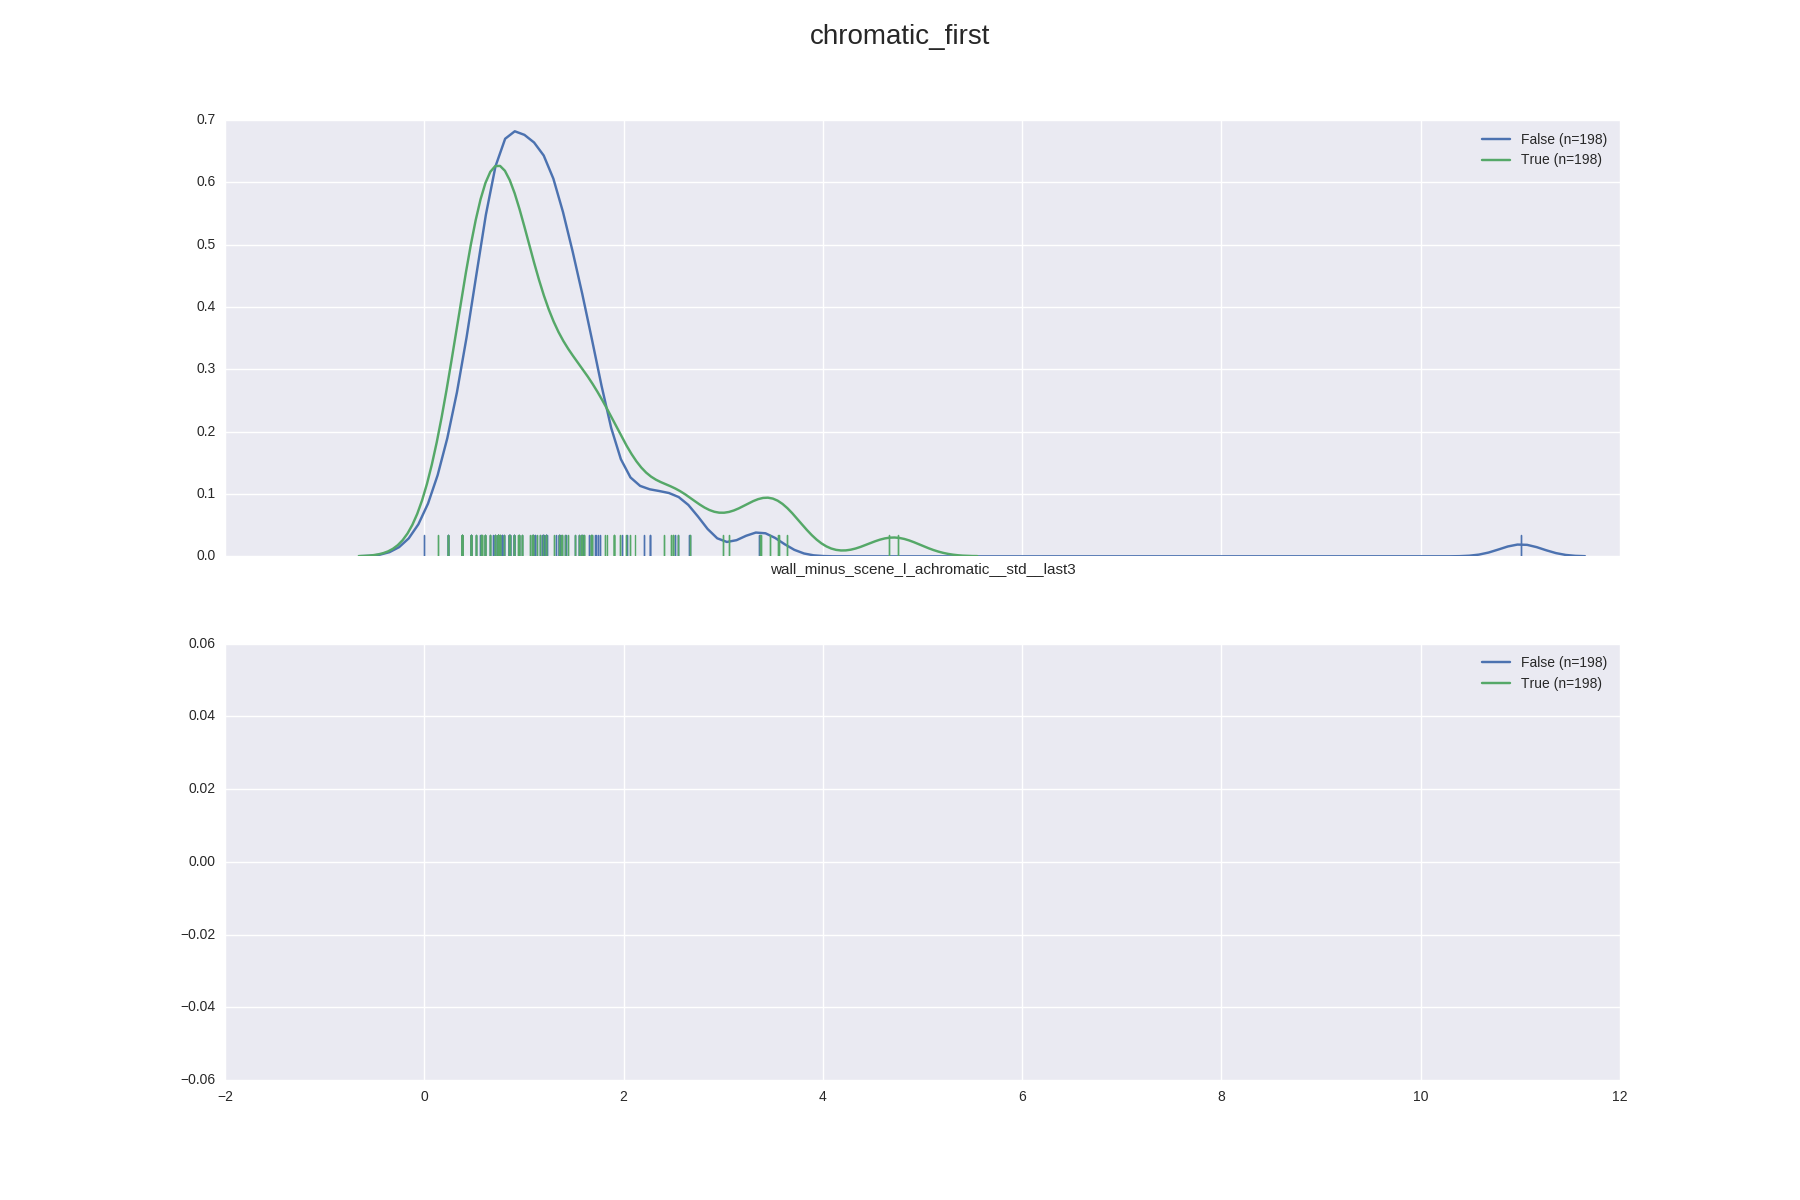 chromatic_first
0.7
0.6
0.5
0.4
0.3
0.2
0.1
0.0
False (n=198)
True (n=198)
wall_minus_scene_l_achromatic__std__last3
0.06
0.04
0.02
0.00
−0.02
−0.04
−0.06
False (n=198)
True (n=198)
−2 0 2 4 6 8 10 12